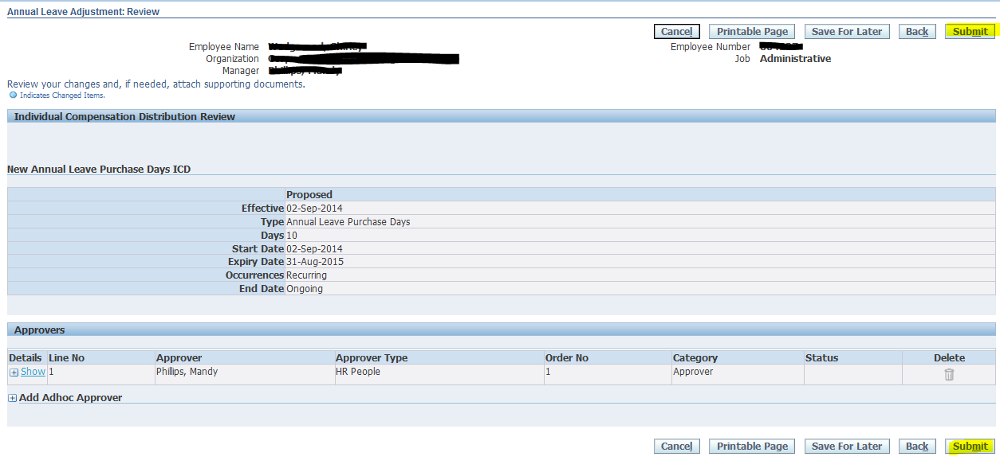 Annual Leave Adjustment: Review
Cancel Printable Page Save For Later Back Submit
Employee Name Employee Number
Organization Job Administrative
Manager
Review your changes and, if needed, attach supporting documents.
Indicates Changed Items.
Individual Compensation Distribution Review
New Annual Leave Purchase Days ICD
Proposed
Effective 02-Sep-2014
Type Annual Leave Purchase Days
Days 10
Start Date 02-Sep-2014
Expiry Date 31-Aug-2015
Occurrences Recurring
End Date Ongoing
Approvers
Details Line No Approver Approver Type Order No Category Status Delete
Show 1 Phillips, Mandy HR People 1 Approver
Add Adhoc Approver
Cancel Printable Page Save For Later Back Submit